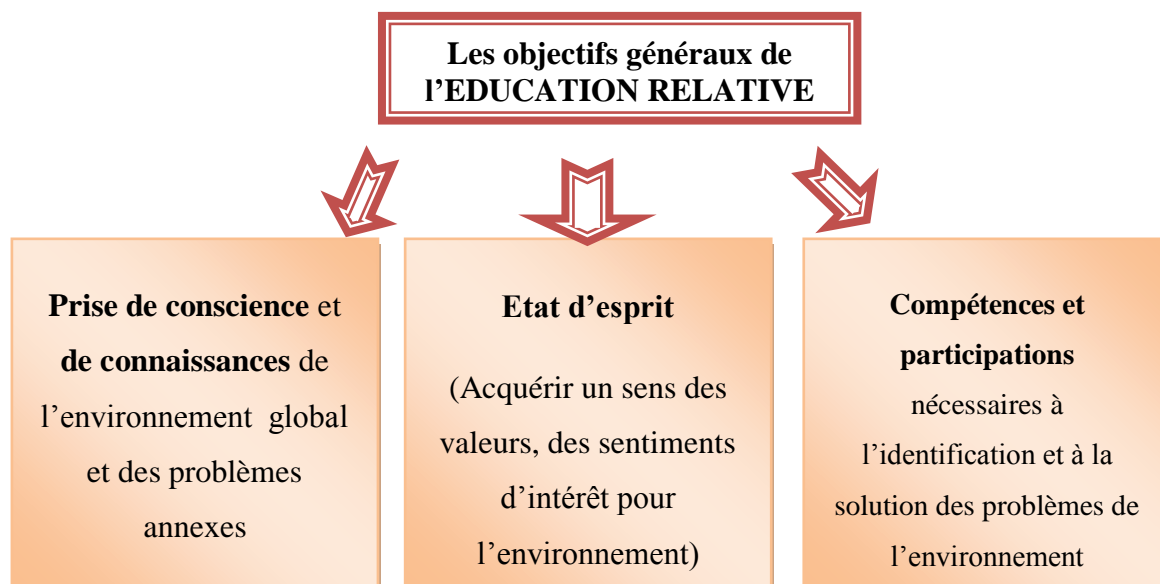 Les objectifs généraux de
l’EDUCATION RELATIVE
Prise de conscience et
de connaissances de
l’environnement global
et des problèmes
annexes
Etat d’esprit
(Acquérir un sens des
valeurs, des sentiments
d’intérêt pour
l’environnement)
Compétences et
participations
nécessaires à
l’identification et à la
solution des problèmes de
l’environnement